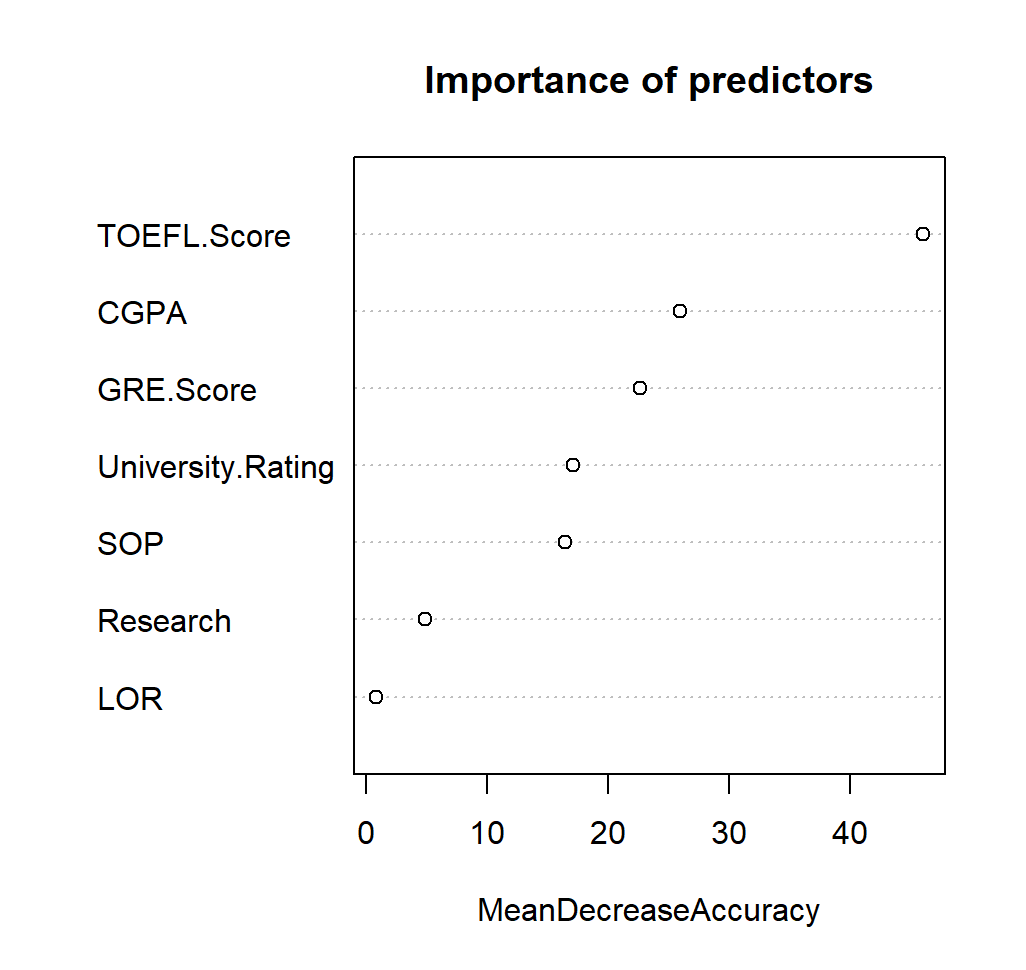 Importance of predictors
TOEFL.Score
CGPA
GRE.Score
University.Rating
SOP
Research
LOR
0 10 20 30 40
MeanDecreaseAccuracy